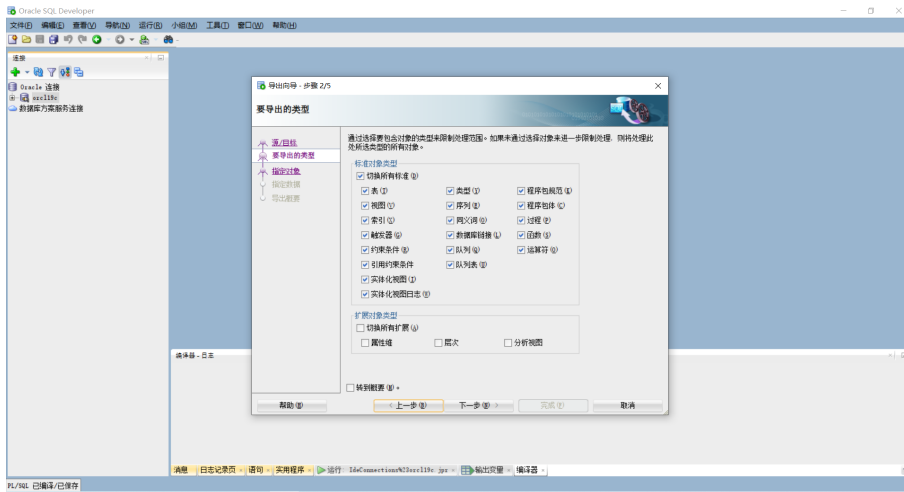 Oracle SQL Developer
文件(F) 编辑(E) 查看(V) 导航(N) 运行(R) 小组(M) 工具(T) 窗口(W) 帮助(H)
连接
Oracle 连接
orcl19c
数据库方案服务连接
导出向导 - 步骤 2/5
要导出的类型
源/目标
要导出的类型
指定对象
指定数据
导出概要
通过选择要包含对象的类型来限制处理范围。如果未通过选择对象来进一步限制处理, 则将处理此
处所选类型的所有对象。
标准对象类型
切换所有标准(D)
表(T) 类型(Y) 程序包规范(K)
视图(V) 序列(E) 程序包体(C)
索引(X) 同义词(O) 过程(P)
触发器(G) 数据库链接(L) 函数(S)
约束条件(R) 队列(Q) 运算符(O)
引用约束条件 队列表(U)
实体化视图(I)
实体化视图日志(V)
扩展对象类型
切换所有扩展(A)
属性维 层次 分析视图
转到概要(M)。
帮助(H) < 上一步(B) 下一步(N) > 完成(F) 取消
编译器 - 日志
消息 日志记录页 语句 实用程序 运行: IdeConnections%23orcl19c.jpr 输出变量 编译器
PL/SQL 已编译/已保存